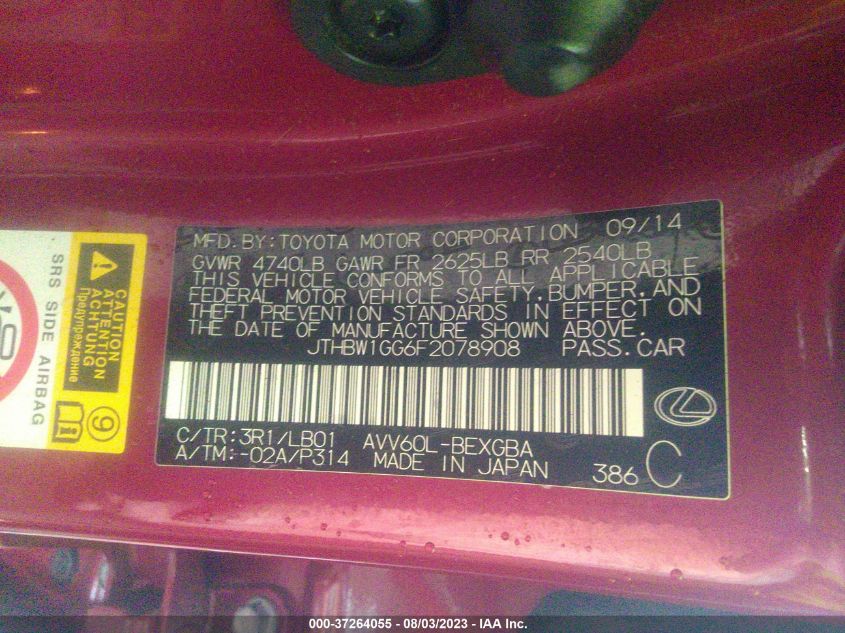 MFD.BY:TOYOTA MOTOR CORPORATION 09/14
GVWR 4740LB GAWR FR 2625LB RR 2540LB
THIS VEHICLE CONFORMS TO ALL APPLICABLE
FEDERAL MOTOR VEHICLE SAFETY,BUMPER,AND
THEFT PREVENTION STANDARDS IN EFFECT ON
THE DATE OF MANUFACTURE SHOWN ABOVE.
JTHBW1GG6F2078908 PASS.CAR
C/TR:3R1/LB01 AVV60L-BEXGBA
A/TM:-02A/P314 MADE IN JAPAN 386 C
SRS SIDE AIRBAG
CAUTION
ATTENTION
ACHTUNG
Предупреждение
9
000-37264055 - 08/03/2023 - IAA Inc.